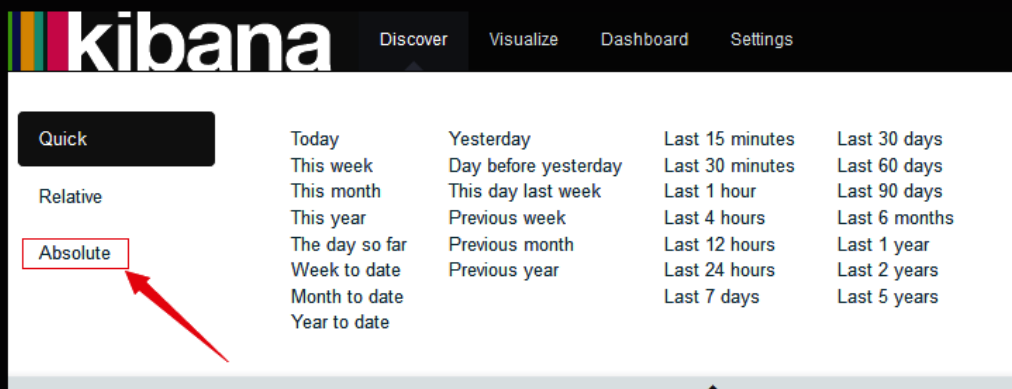 kibana Discover Visualize Dashboard Settings
Quick
Relative
Absolute
Today Yesterday Last 15 minutes Last 30 days
This week Day before yesterday Last 30 minutes Last 60 days
This month This day last week Last 1 hour Last 90 days
This year Previous week Last 4 hours Last 6 months
The day so far Previous month Last 12 hours Last 1 year
Week to date Previous year Last 24 hours Last 2 years
Month to date Last 7 days Last 5 years
Year to date